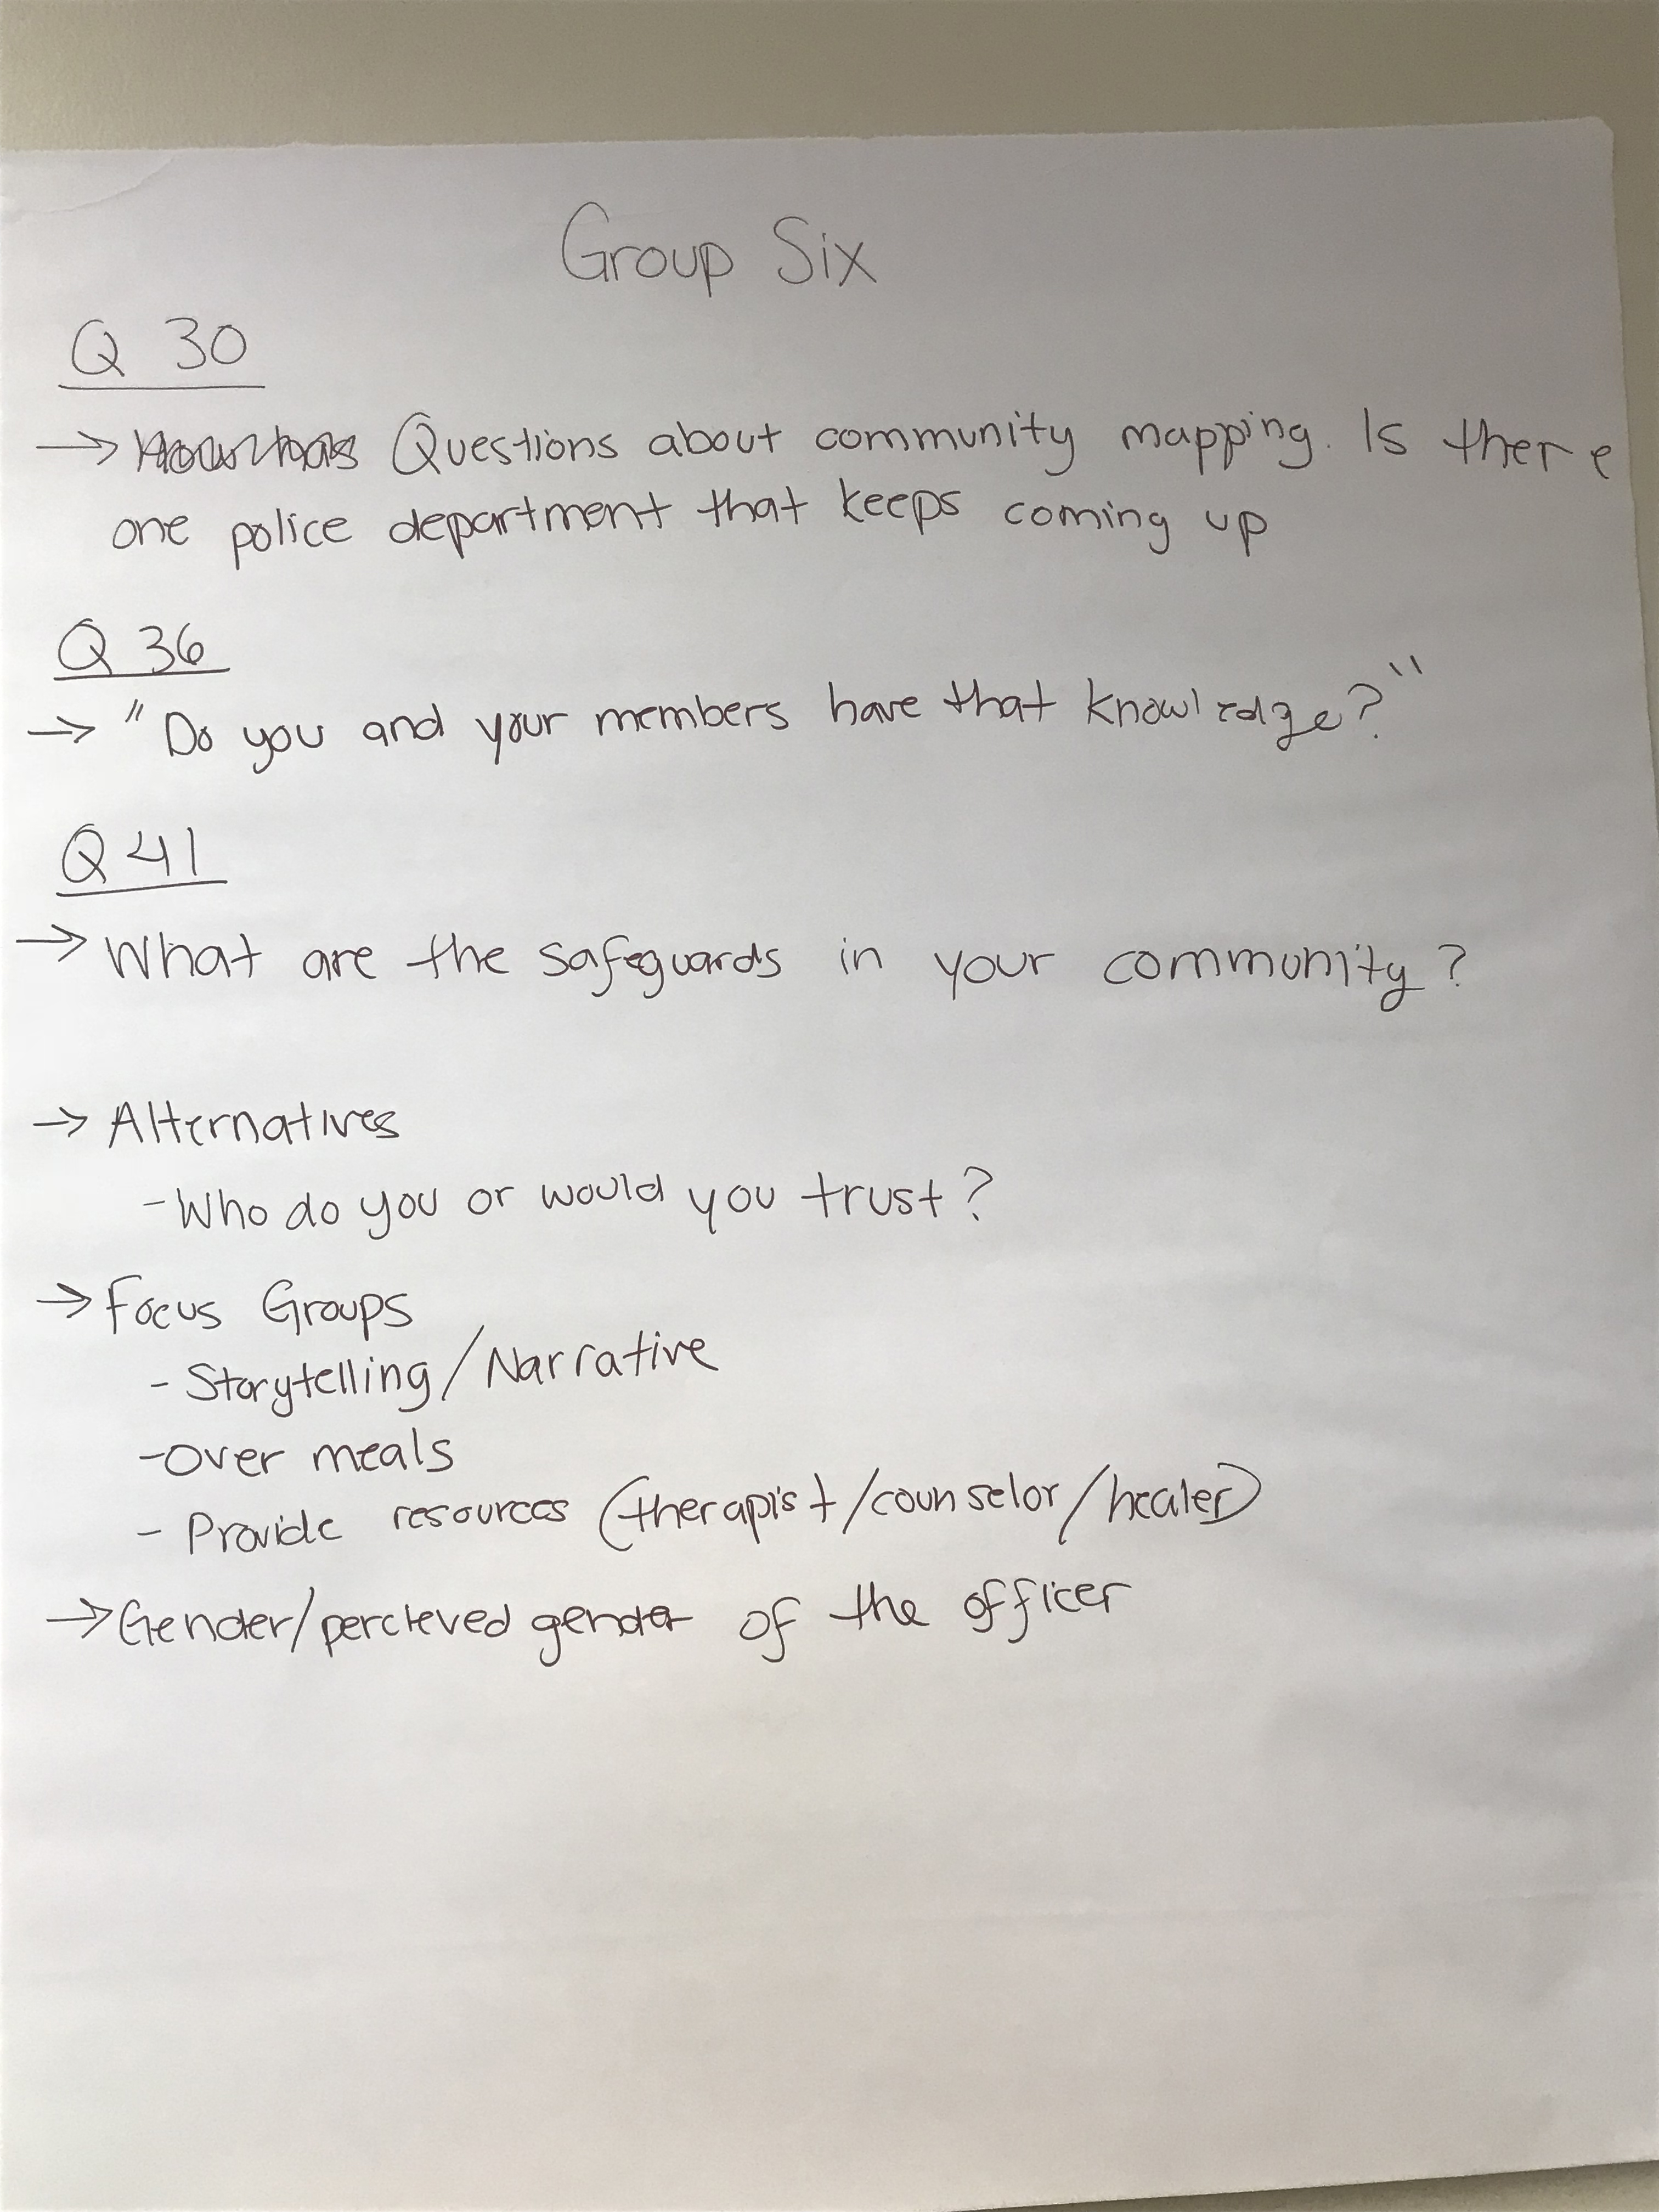 Group Six
Q 30
→ Questions about community mapping. Is there
one police department that keeps coming up
Q 36
→ "Do you and your members have that knowledge?"
Q 41
→ What are the safeguards in your community?
→ Alternatives
- Who do you or would you trust?
→ Focus Groups
- Storytelling/Narrative
- Over meals
- Provide resources (therapist/counselor/healer)
→ Gender/percieved gender of the officer